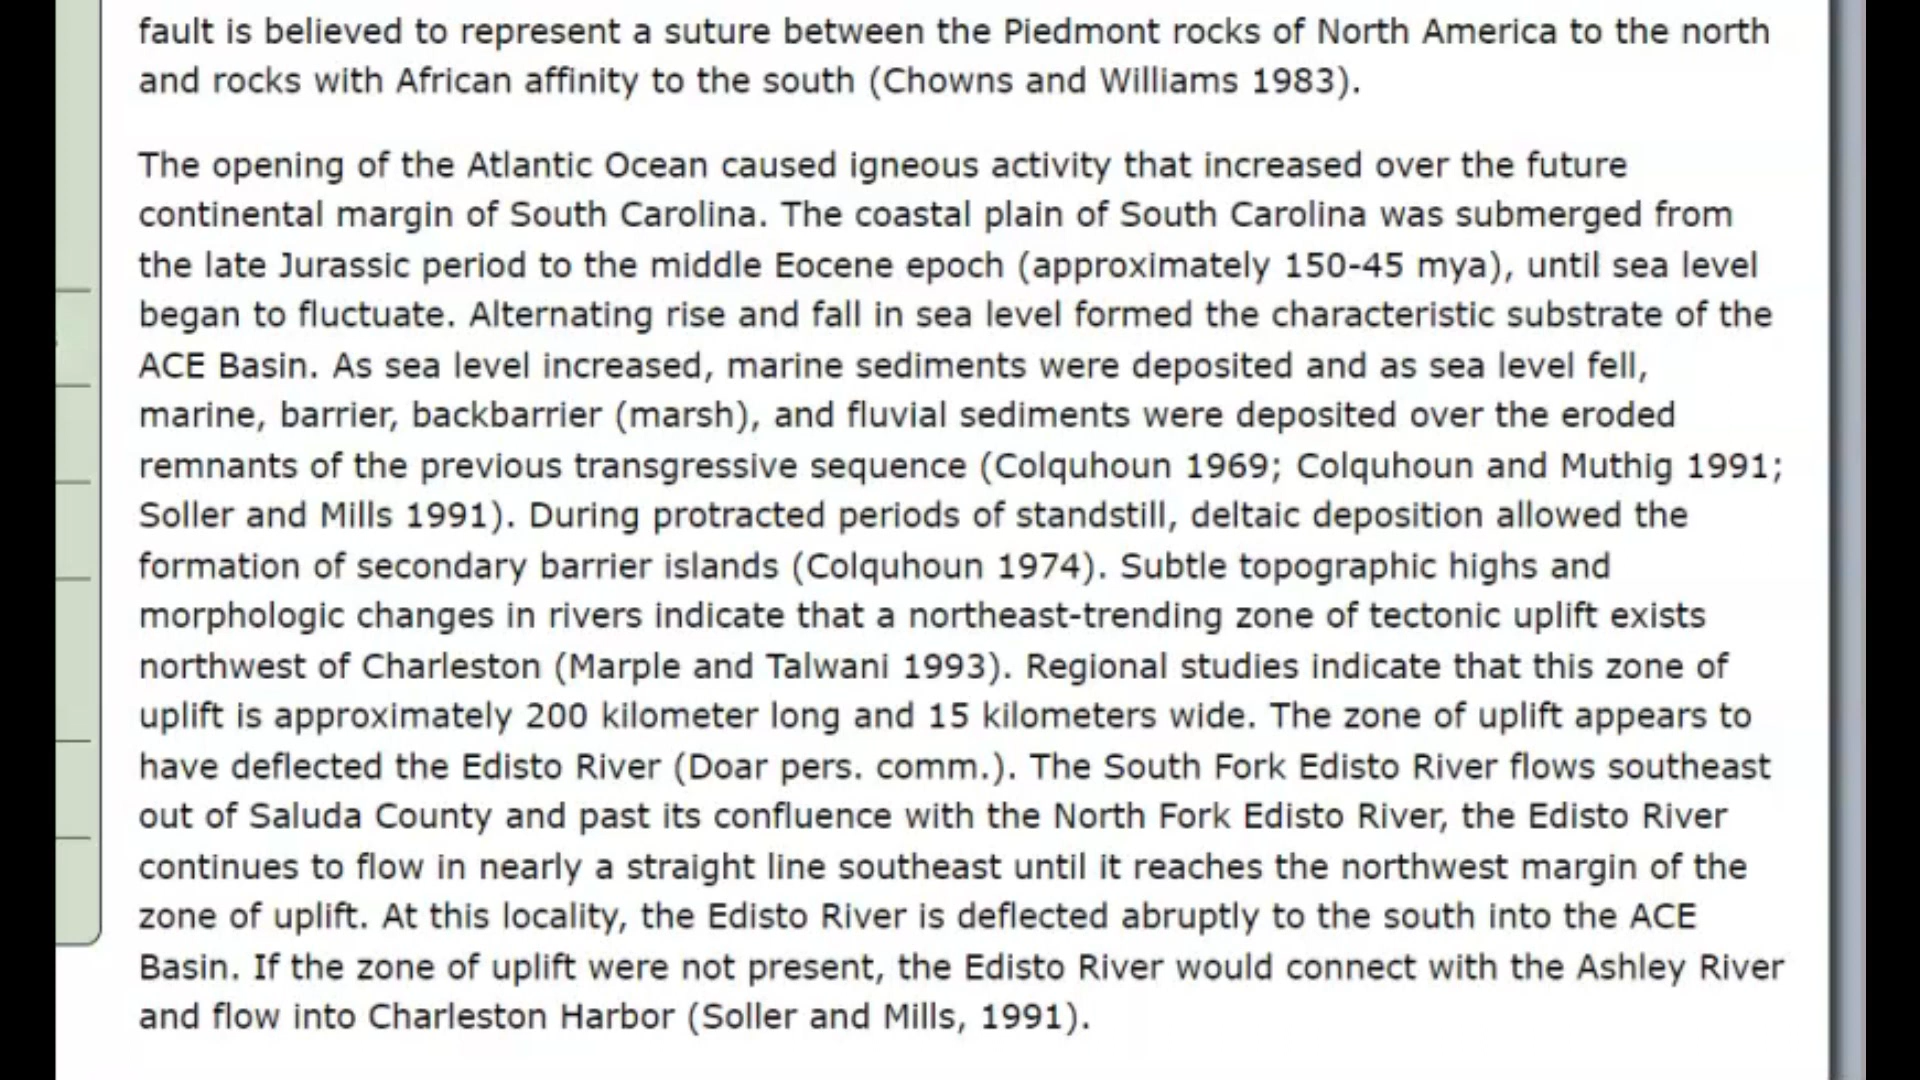 fault is believed to represent a suture between the Piedmont rocks of North America to the north
and rocks with African affinity to the south (Chowns and Williams 1983).
The opening of the Atlantic Ocean caused igneous activity that increased over the future
continental margin of South Carolina. The coastal plain of South Carolina was submerged from
the late Jurassic period to the middle Eocene epoch (approximately 150-45 mya), until sea level
began to fluctuate. Alternating rise and fall in sea level formed the characteristic substrate of the
ACE Basin. As sea level increased, marine sediments were deposited and as sea level fell,
marine, barrier, backbarrier (marsh), and fluvial sediments were deposited over the eroded
remnants of the previous transgressive sequence (Colquhoun 1969; Colquhoun and Muthig 1991;
Soller and Mills 1991). During protracted periods of standstill, deltaic deposition allowed the
formation of secondary barrier islands (Colquhoun 1974). Subtle topographic highs and
morphologic changes in rivers indicate that a northeast-trending zone of tectonic uplift exists
northwest of Charleston (Marple and Talwani 1993). Regional studies indicate that this zone of
uplift is approximately 200 kilometer long and 15 kilometers wide. The zone of uplift appears to
have deflected the Edisto River (Doar pers. comm.). The South Fork Edisto River flows southeast
out of Saluda County and past its confluence with the North Fork Edisto River, the Edisto River
continues to flow in nearly a straight line southeast until it reaches the northwest margin of the
zone of uplift. At this locality, the Edisto River is deflected abruptly to the south into the ACE
Basin. If the zone of uplift were not present, the Edisto River would connect with the Ashley River
and flow into Charleston Harbor (Soller and Mills, 1991).